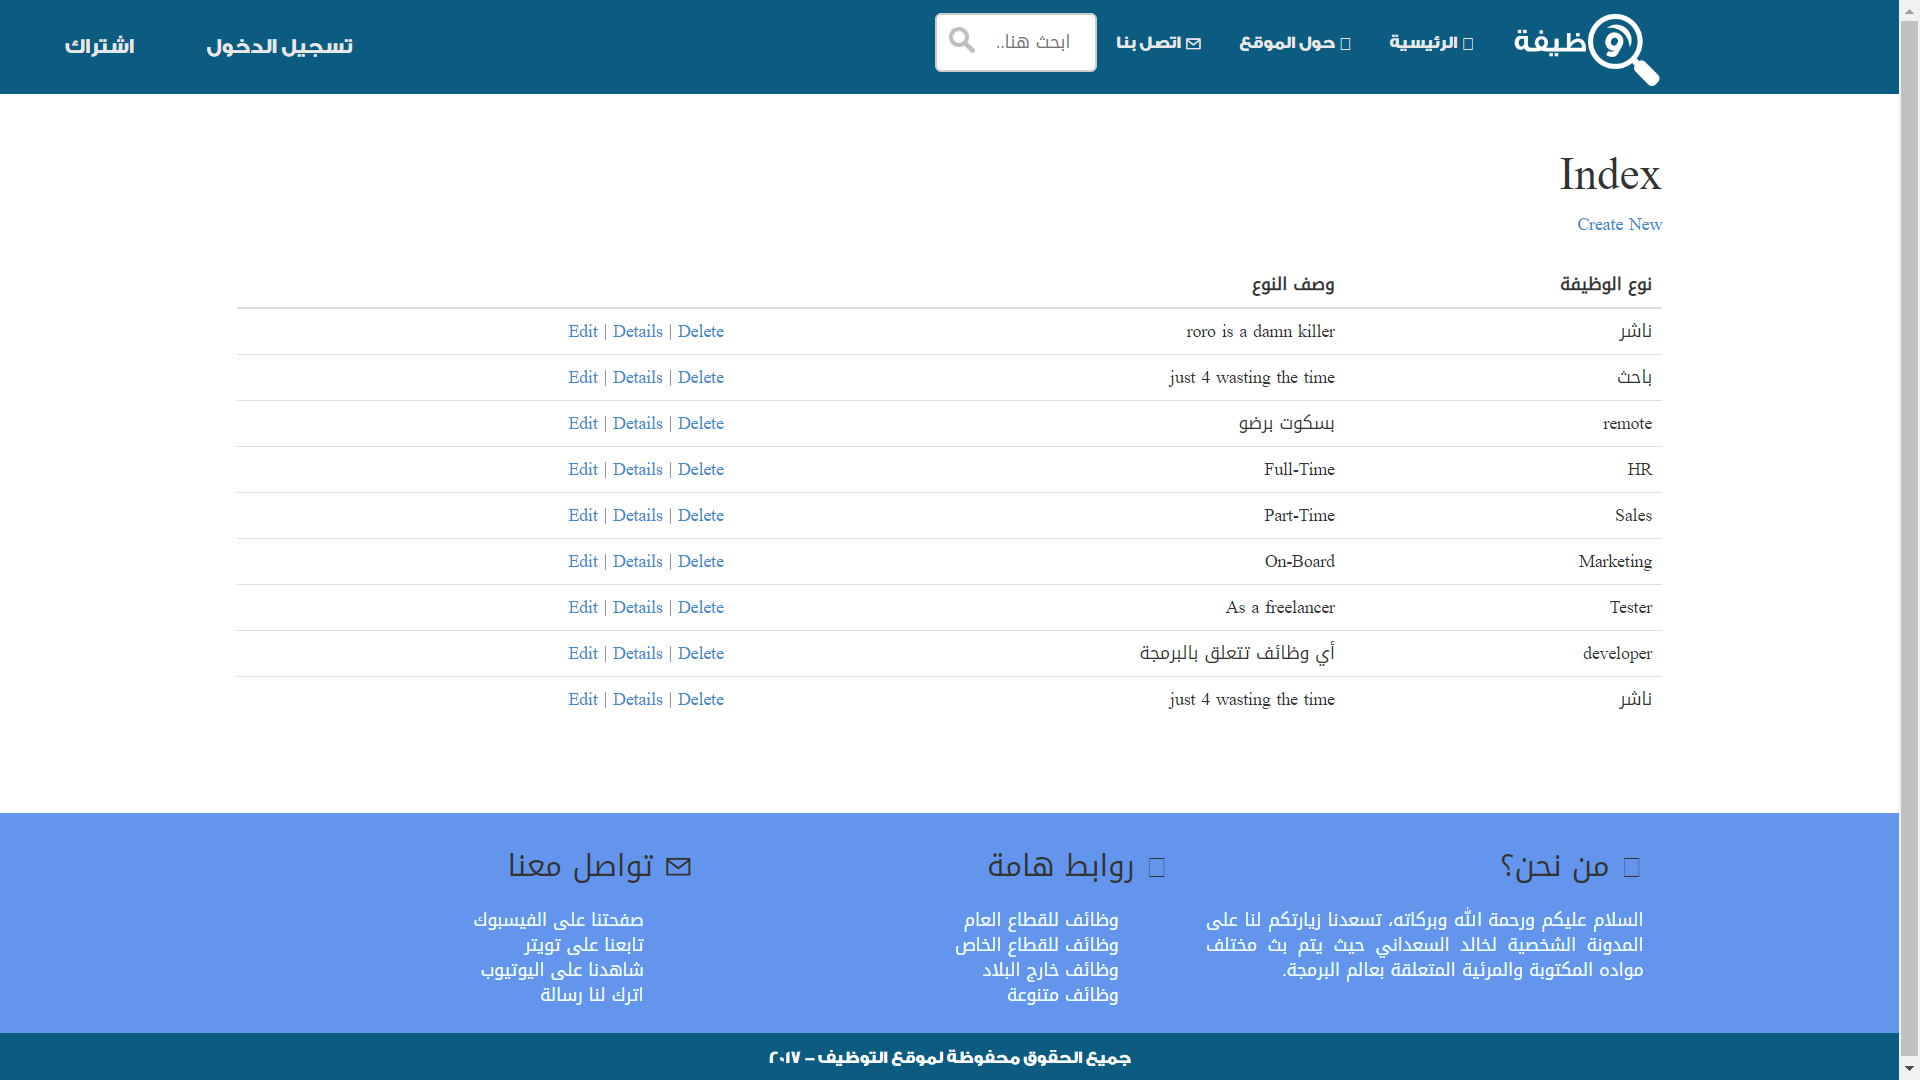 وظيفة
الرئيسية
حول الموقع
اتصل بنا
ابحث هنا..
تسجيل الدخول
اشتراك
Index
Create New
نوع الوظيفة وصف النوع
ناشر roro is a damn killer Edit | Details | Delete
باحث just 4 wasting the time Edit | Details | Delete
remote بسكوت برضو Edit | Details | Delete
HR Full-Time Edit | Details | Delete
Sales Part-Time Edit | Details | Delete
Marketing On-Board Edit | Details | Delete
Tester As a freelancer Edit | Details | Delete
developer أي وظائف تتعلق بالبرمجة Edit | Details | Delete
ناشر just 4 wasting the time Edit | Details | Delete
من نحن؟
السلام عليكم ورحمة الله وبركاته، تسعدنا زيارتكم لنا على
المدونة الشخصية لخالد السعداني حيث يتم بث مختلف
مواده المكتوبة والمرئية المتعلقة بعالم البرمجة.
روابط هامة
وظائف للقطاع العام
وظائف للقطاع الخاص
وظائف خارج البلاد
وظائف متنوعة
تواصل معنا
صفحتنا على الفيسبوك
تابعنا على تويتر
شاهدنا على اليوتيوب
اترك لنا رسالة
جميع الحقوق محفوظة لموقع التوظيف – ٢٠١٧